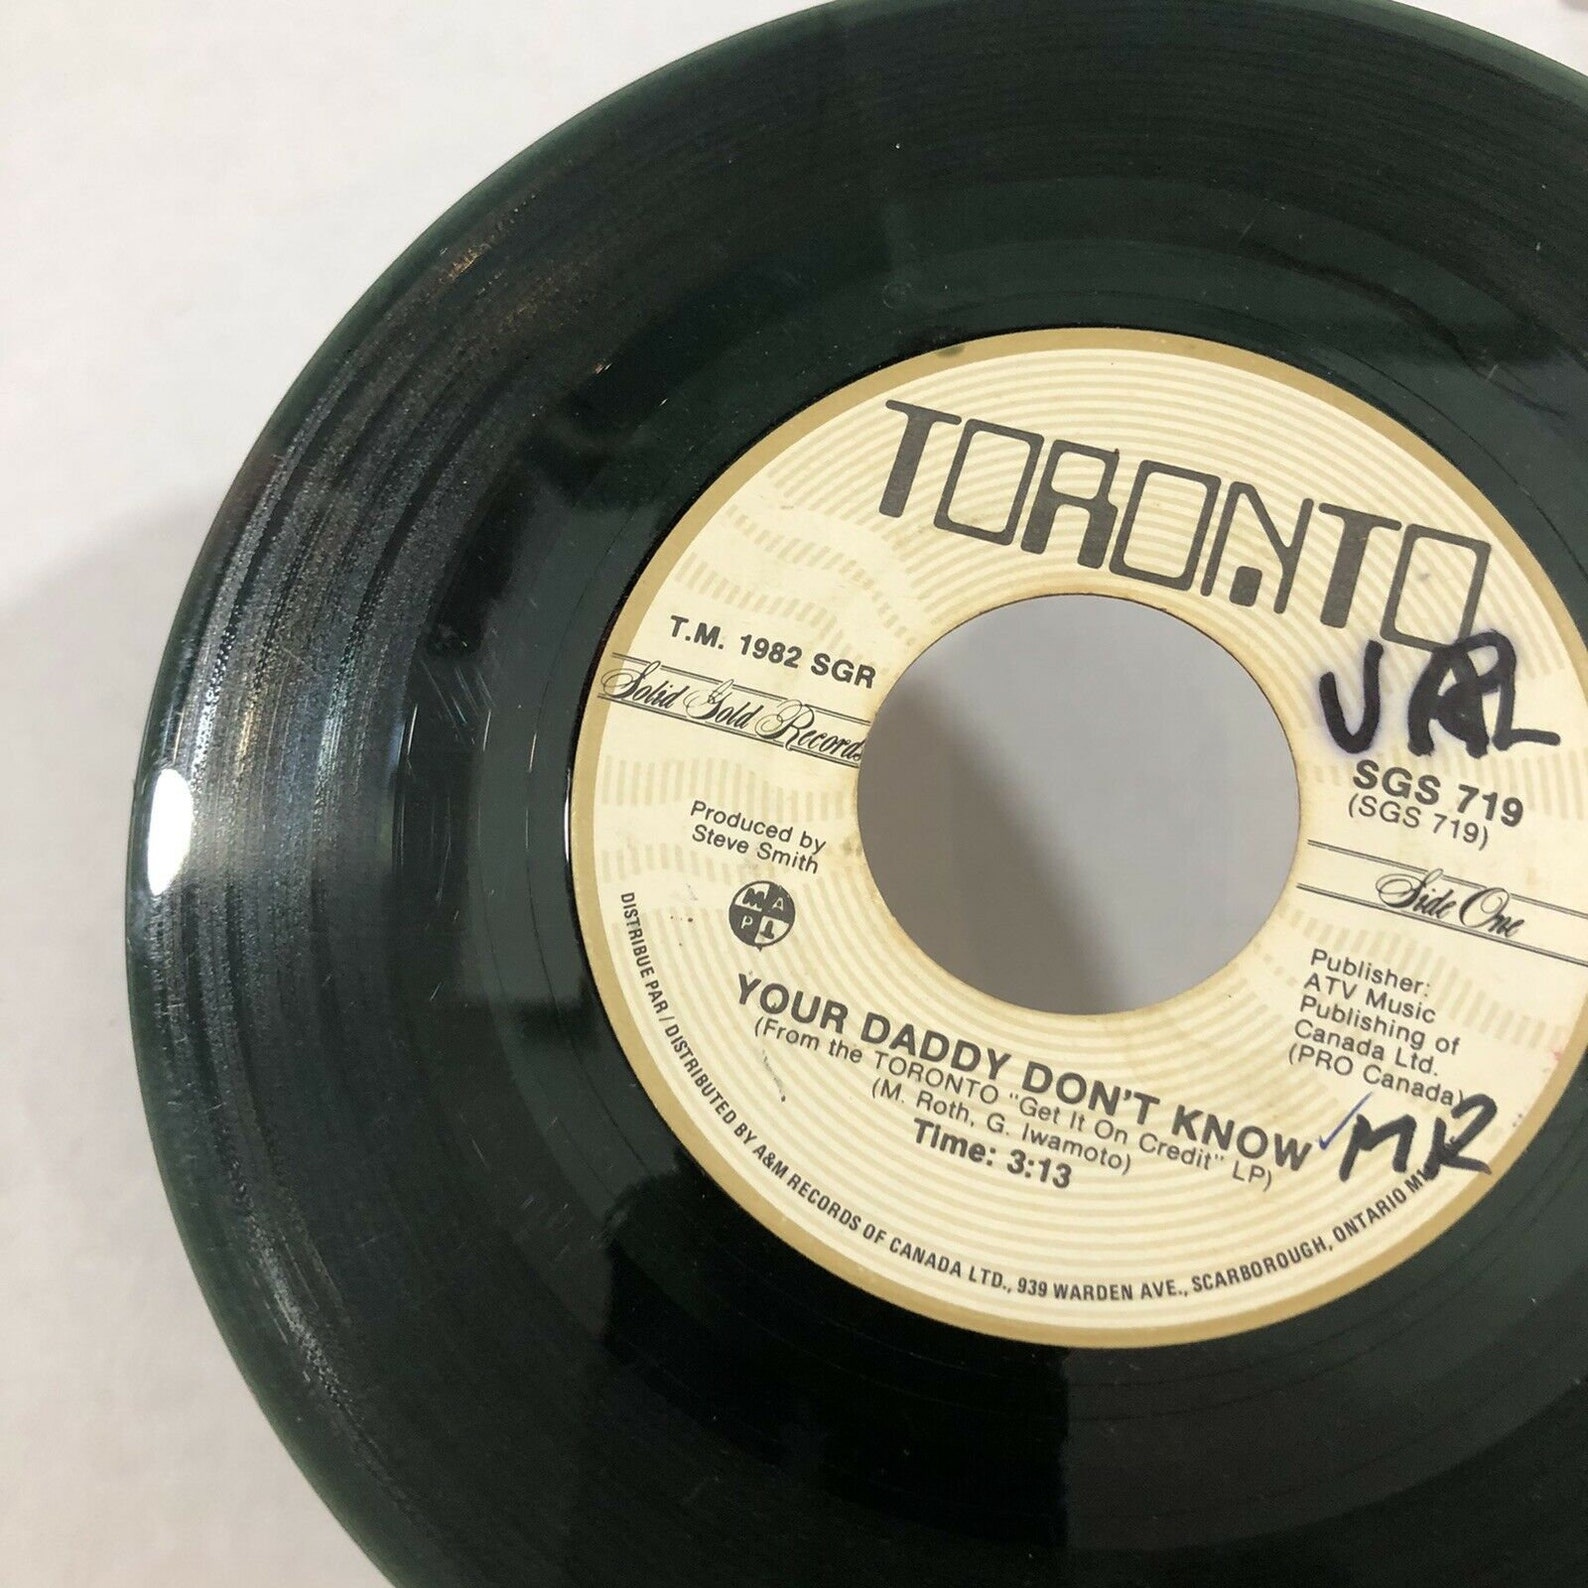 TORONTO
T.M. 1982 SGR
Solid Gold Records
Produced by
Steve Smith
MAPL
SGS 719
(SGS 719)
Side One
Publisher:
ATV Music
Publishing of
Canada Ltd.
(PRO Canada)
YOUR DADDY DON'T KNOW
(From the TORONTO "Get It On Credit" LP)
(M. Roth, G. Iwamoto)
Time: 3:13
MR
DISTRIBUE PAR / DISTRIBUTED BY A&M RECORDS OF CANADA LTD., 939 WARDEN AVE., SCARBOROUGH, ONTARIO